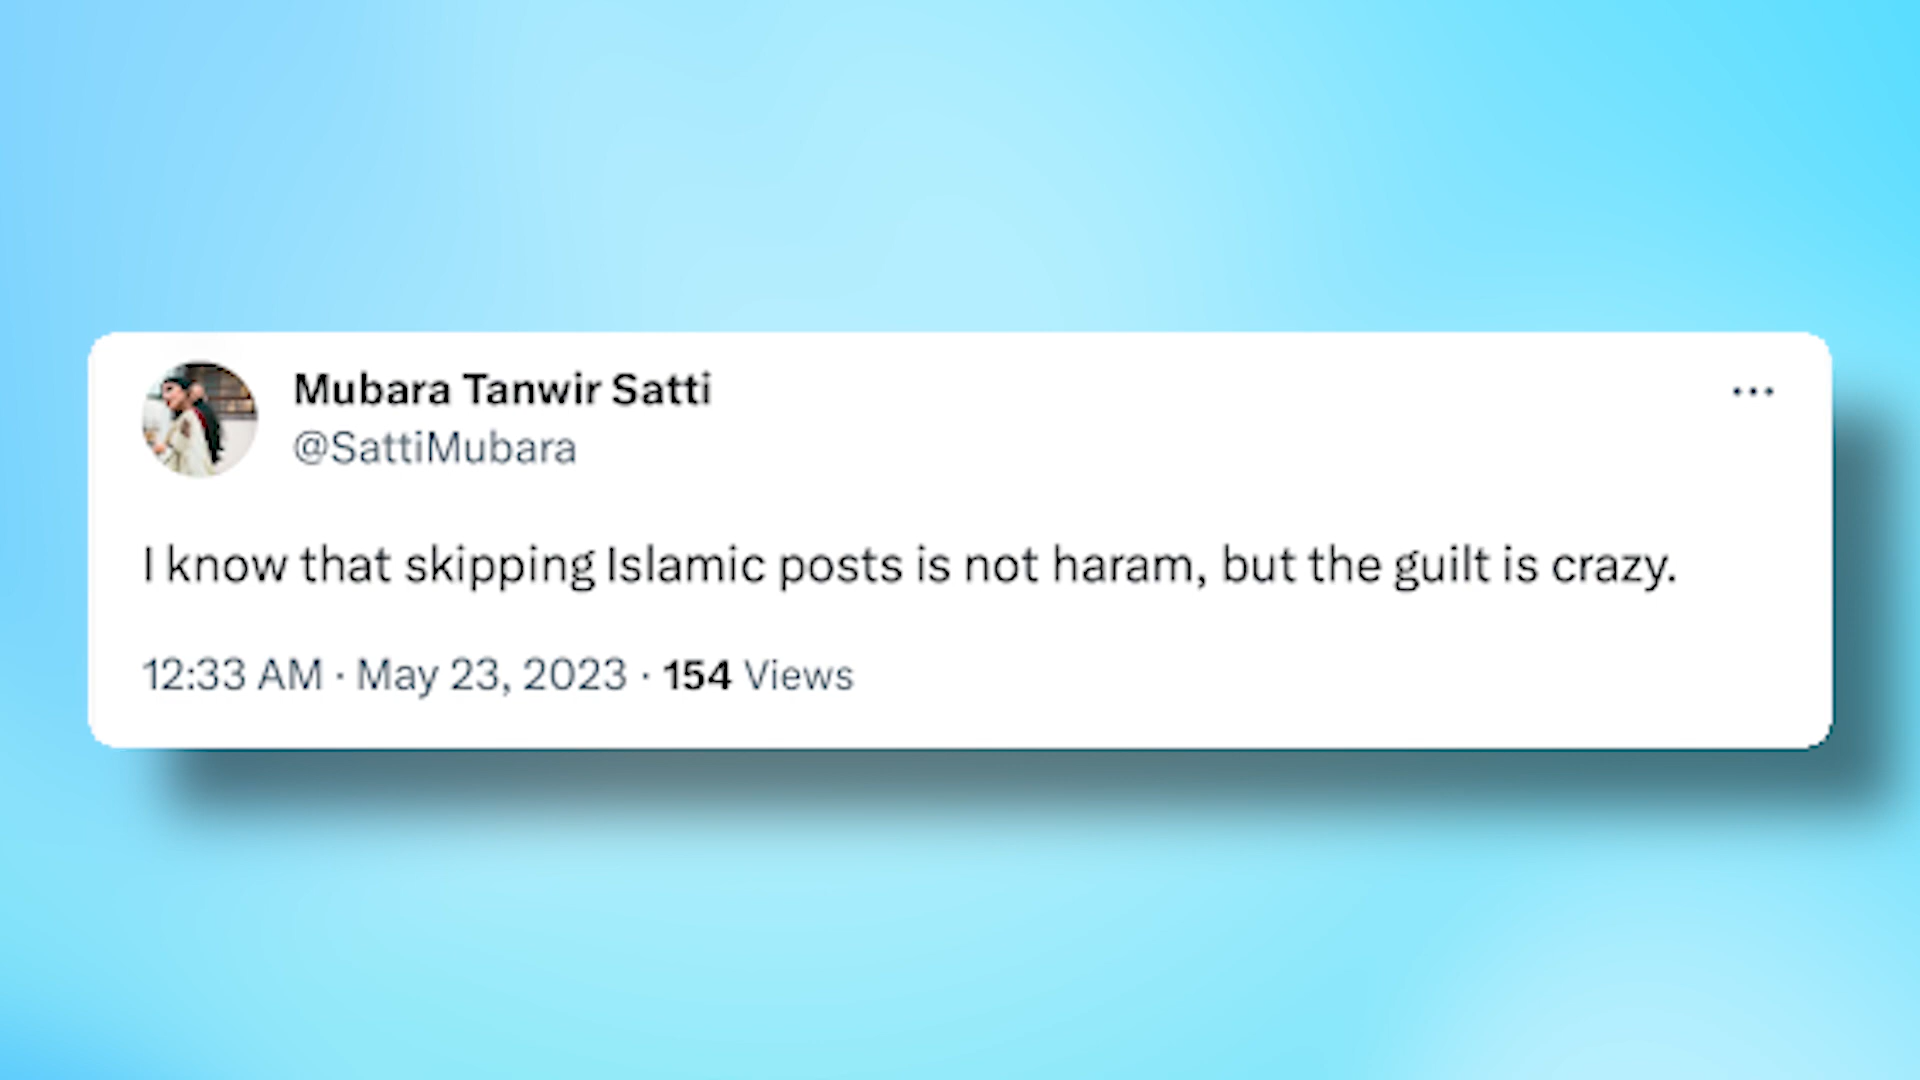 Mubara Tanwir Satti
@SattiMubara
I know that skipping Islamic posts is not haram, but the guilt is crazy.
12:33 AM · May 23, 2023 · 154 Views